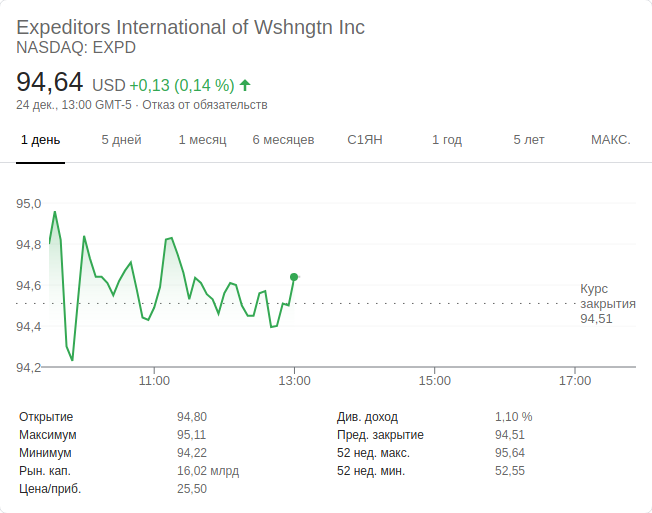 Expeditors International of Wshngtn Inc
NASDAQ: EXPD
94,64 USD +0,13 (0,14 %)
24 дек., 13:00 GMT-5 · Отказ от обязательств
1 день 5 дней 1 месяц 6 месяцев С1ЯН 1 год 5 лет МАКС.
95,0
94,8
94,6
94,4
94,2
Курс
закрытия
94,51
11:00 13:00 15:00 17:00
Открытие 94,80 Див. доход 1,10 %
Максимум 95,11 Пред. закрытие 94,51
Минимум 94,22 52 нед. макс. 95,64
Рын. кап. 16,02 млрд 52 нед. мин. 52,55
Цена/приб. 25,50